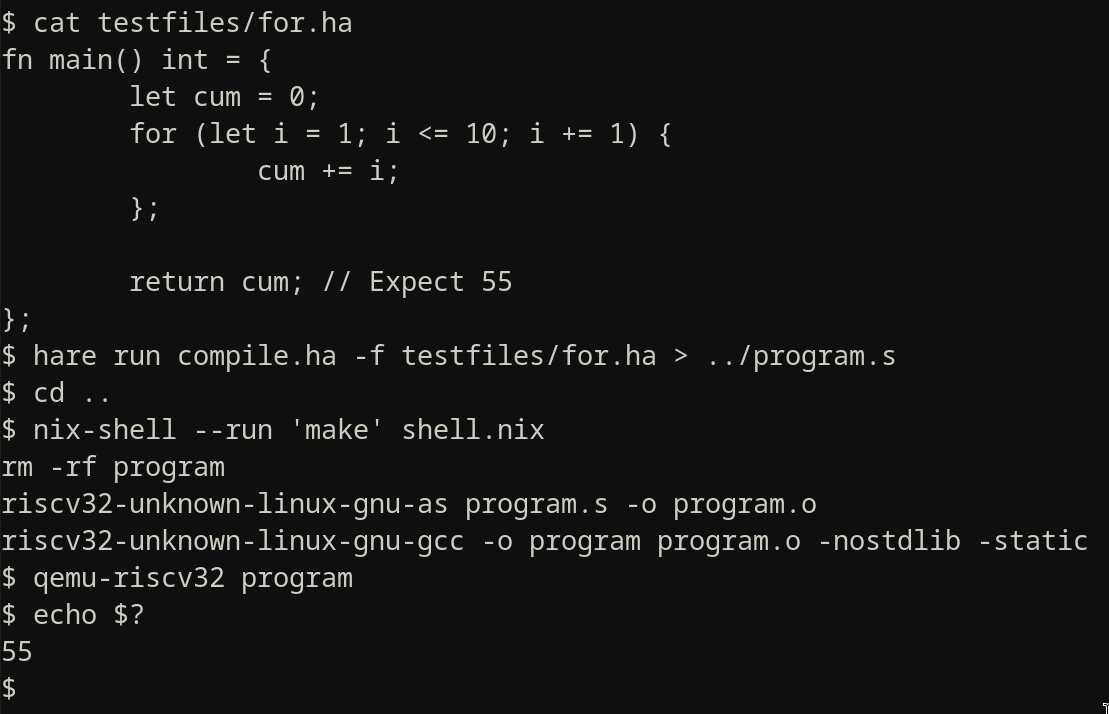 $ cat testfiles/for.ha
fn main() int = {
        let cum = 0;
        for (let i = 1; i <= 10; i += 1) {
                cum += i;
        };

        return cum; // Expect 55
};
$ hare run compile.ha -f testfiles/for.ha > ../program.s
$ cd ..
$ nix-shell --run 'make' shell.nix
rm -rf program
riscv32-unknown-linux-gnu-as program.s -o program.o
riscv32-unknown-linux-gnu-gcc -o program program.o -nostdlib -static
$ qemu-riscv32 program
$ echo $?
55
$